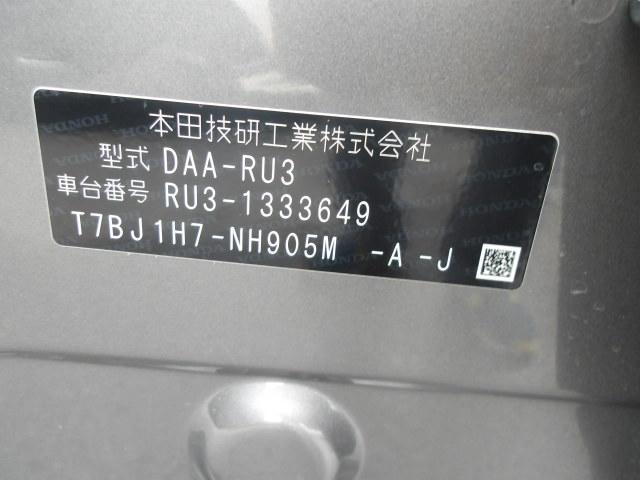 本田技研工業株式会社
型式 DAA-RU3
車台番号 RU3-1333649
T7BJ1H7-NH905M -A -J